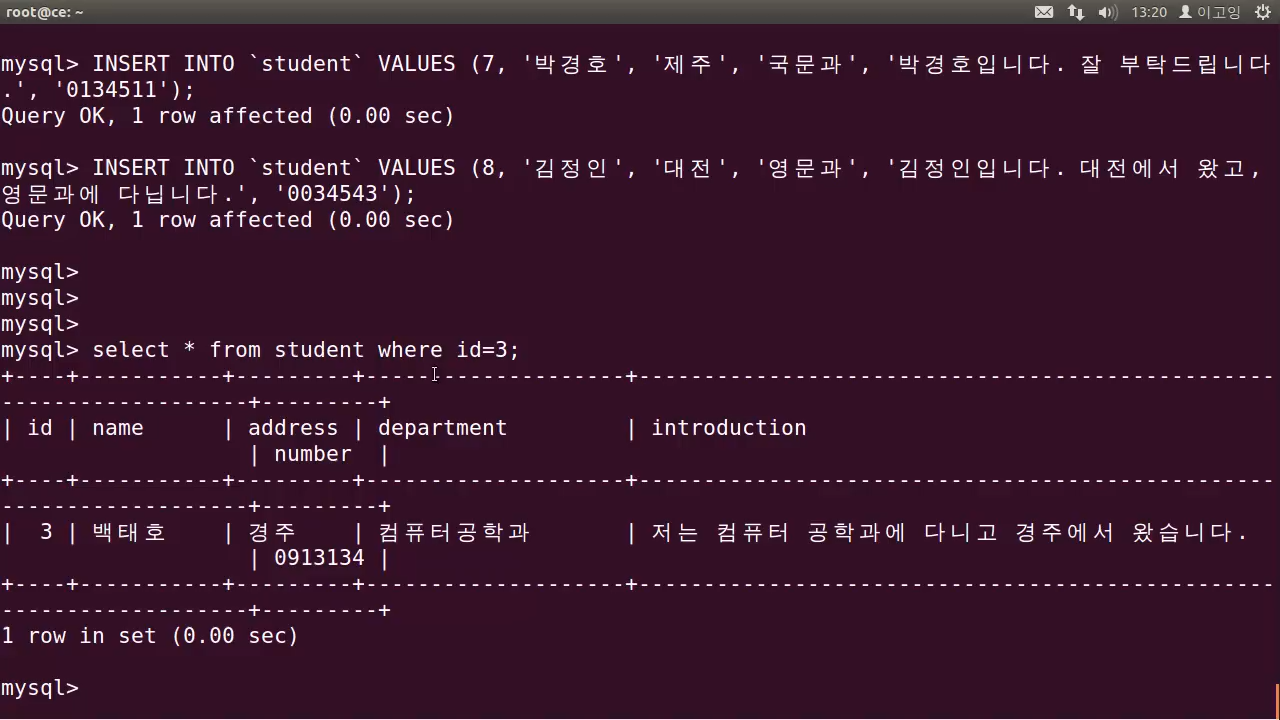 root@ce: ~
13:20 이고잉
mysql> INSERT INTO `student` VALUES (7, '박경호', '제주', '국문과', '박경호입니다. 잘 부탁드립니다
.', '0134511');
Query OK, 1 row affected (0.00 sec)
mysql> INSERT INTO `student` VALUES (8, '김정인', '대전', '영문과', '김정인입니다. 대전에서 왔고,
영문과에 다닙니다.', '0034543');
Query OK, 1 row affected (0.00 sec)
mysql>
mysql>
mysql>
mysql> select * from student where id=3;
+----+-----------+---------+--------------------+-------------------------------------------------
-------------------+---------+
| id | name      | address | department         | introduction
                   | number  |
+----+-----------+---------+--------------------+-------------------------------------------------
-------------------+---------+
|  3 | 백태호    | 경주    | 컴퓨터공학과       | 저는 컴퓨터 공학과에 다니고 경주에서 왔습니다.
                   | 0913134 |
+----+-----------+---------+--------------------+-------------------------------------------------
-------------------+---------+
1 row in set (0.00 sec)
mysql>